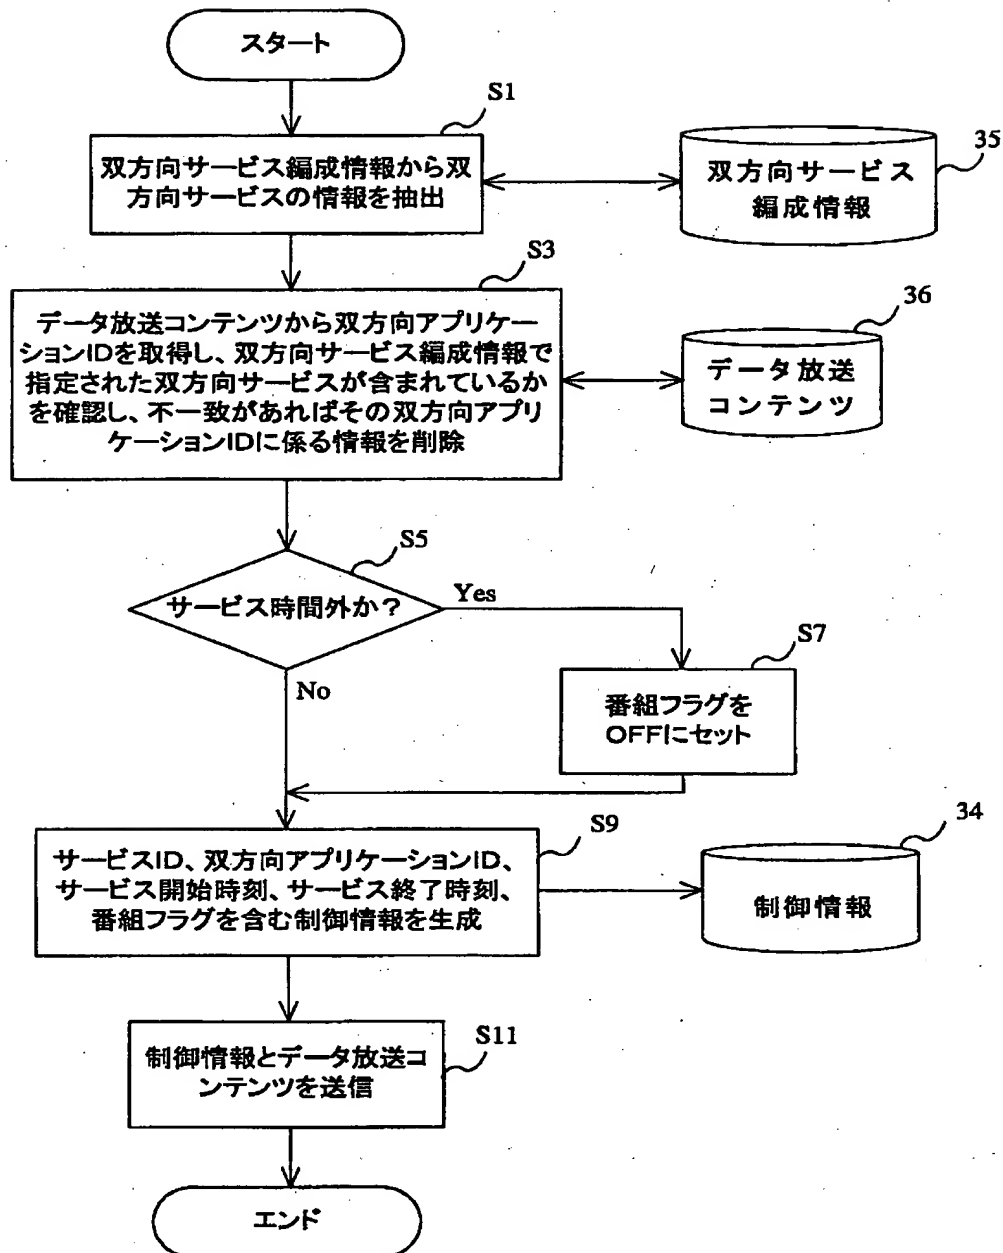 スタート
S1
双方向サービス編成情報から双
方向サービスの情報を抽出
35
双方向サービス
編成情報
S3
データ放送コンテンツから双方向アプリケー
ションIDを取得し、双方向サービス編成情報で
指定された双方向サービスが含まれているか
を確認し、不一致があればその双方向アプリ
ケーションIDに係る情報を削除
36
データ放送
コンテンツ
S5
サービス時間外か？
Yes
No
S7
番組フラグを
OFFにセット
S9
サービスID、双方向アプリケーションID、
サービス開始時刻、サービス終了時刻、
番組フラグを含む制御情報を生成
34
制御情報
S11
制御情報とデータ放送コ
ンテンツを送信
エンド